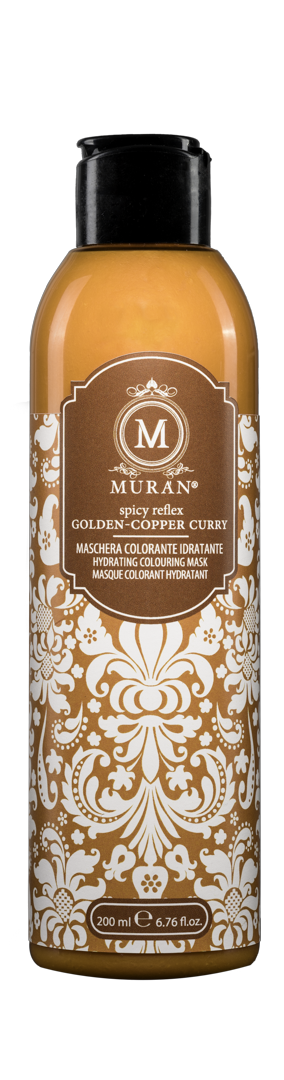 M
MURÁN®
spicy reflex
GOLDEN-COPPER CURRY
MASCHERA COLORANTE IDRATANTE
HYDRATING COLOURING MASK
MASQUE COLORANT HYDRATANT
200 ml ℮ 6.76 fl.oz.